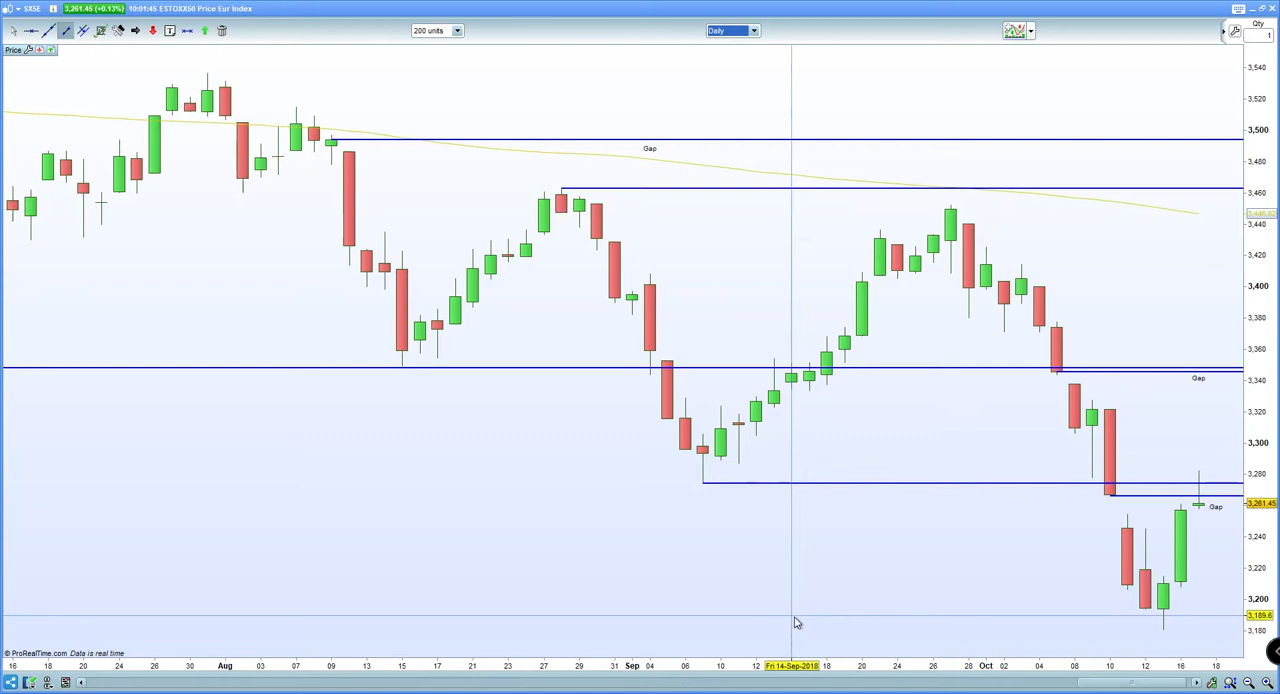 SX5E 3,261.45 (+0.13%) 10:01:45 ESTOXX50 Price Eur Index
200 units
Daily
Qty
1
Price
3,540
3,520
3,500
3,480
3,460
3,446.82
3,440
3,420
3,400
3,380
3,360
3,340
3,320
3,300
3,280
3,261.45
3,240
3,220
3,200
3,189.6
3,180
Gap
Gap
Gap
© ProRealTime.com Data is real time
16 18 20 24 26 30 Aug 03 07 09 13 15 17 21 23 27 29 Sep 04 06 10 12 Fri 14-Sep-2018 18 20 24 26 Oct 02 04 08 10 12 16 18